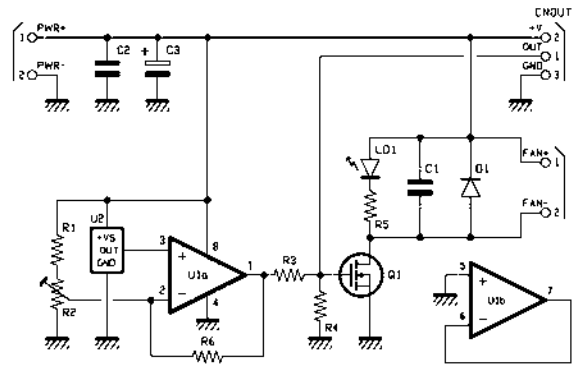 CNOUT
1 PWR+
C2
+
C3
+V
2
OUT
1
2 PWR-
GND
3
LD1
C1
D1
FAN+
1
R5
FAN-
2
R1
U2
+VS
OUT
GND
3
+
8
U1a
1
R3
Q1
2
-
4
R2
R4
R6
5
+
U1b
7
6
-